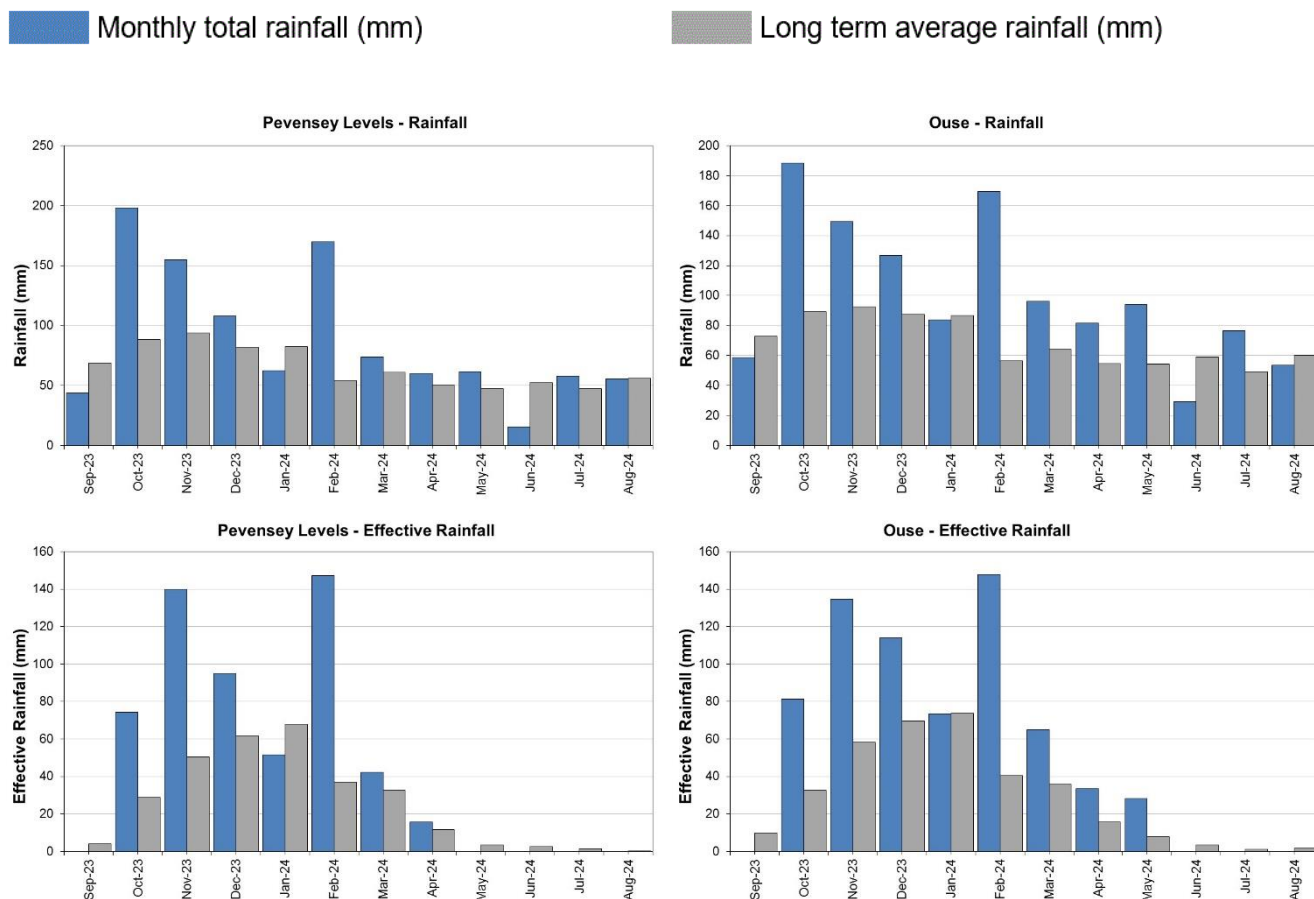 Monthly total rainfall (mm)
Long term average rainfall (mm)
Pevensey Levels - Rainfall
Rainfall (mm)
250
200
150
100
50
0
Sep-23
Oct-23
Nov-23
Dec-23
Jan-24
Feb-24
Mar-24
Apr-24
May-24
Jun-24
Jul-24
Aug-24
Ouse - Rainfall
Rainfall (mm)
200
180
160
140
120
100
80
60
40
20
0
Sep-23
Oct-23
Nov-23
Dec-23
Jan-24
Feb-24
Mar-24
Apr-24
May-24
Jun-24
Jul-24
Aug-24
Pevensey Levels - Effective Rainfall
Effective Rainfall (mm)
160
140
120
100
80
60
40
20
0
Sep-23
Oct-23
Nov-23
Dec-23
Jan-24
Feb-24
Mar-24
Apr-24
May-24
Jun-24
Jul-24
Aug-24
Ouse - Effective Rainfall
Effective Rainfall (mm)
160
140
120
100
80
60
40
20
0
Sep-23
Oct-23
Nov-23
Dec-23
Jan-24
Feb-24
Mar-24
Apr-24
May-24
Jun-24
Jul-24
Aug-24